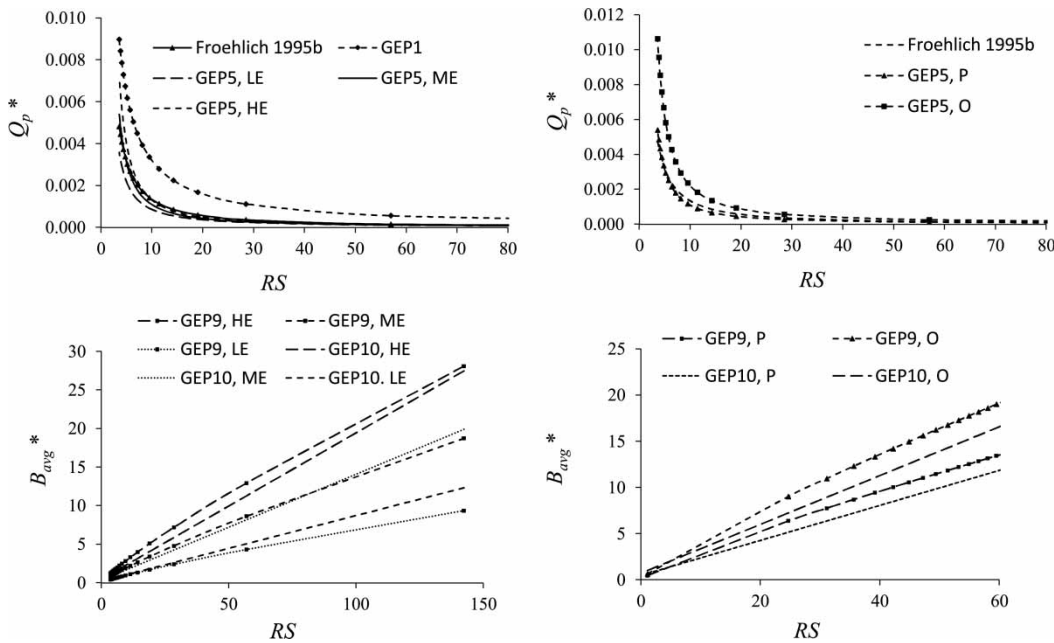 0.010
0.008
0.006
0.004
0.002
0.000
Qp*
Froehlich 1995b
GEP1
GEP5, LE
GEP5, ME
GEP5, HE
0 10 20 30 40 50 60 70 80
RS
0.012
0.010
0.008
0.006
0.004
0.002
0.000
Qp*
Froehlich 1995b
GEP5, P
GEP5, O
0 10 20 30 40 50 60 70 80
RS
GEP9, HE
GEP9, ME
GEP9, LE
GEP10, HE
GEP10, ME
GEP10. LE
30
25
20
15
10
5
0
Bavg*
0 50 100 150
RS
GEP9, P
GEP9, O
GEP10, P
GEP10, O
25
20
15
10
5
0
Bavg*
0 20 40 60
RS